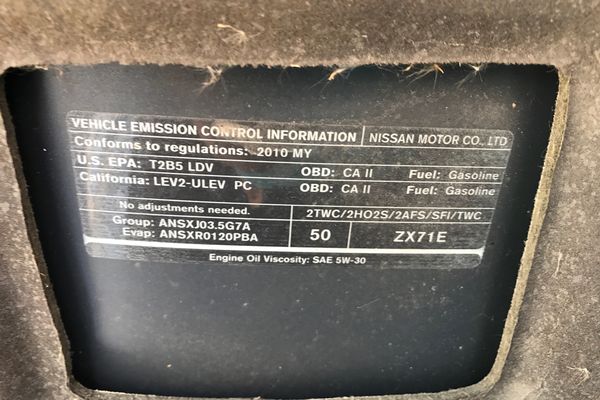 VEHICLE EMISSION CONTROL INFORMATION NISSAN MOTOR CO., LTD
Conforms to regulations: 2010 MY
U.S. EPA: T2B5 LDV OBD: CA II Fuel: Gasoline
California: LEV2-ULEV PC OBD: CA II Fuel: Gasoline
No adjustments needed. 2TWC/2HO2S/2AFS/SFI/TWC
Group: ANSXJ03.5G7A
Evap: ANSXR0120PBA 50 ZX71E
Engine Oil Viscosity: SAE 5W-30